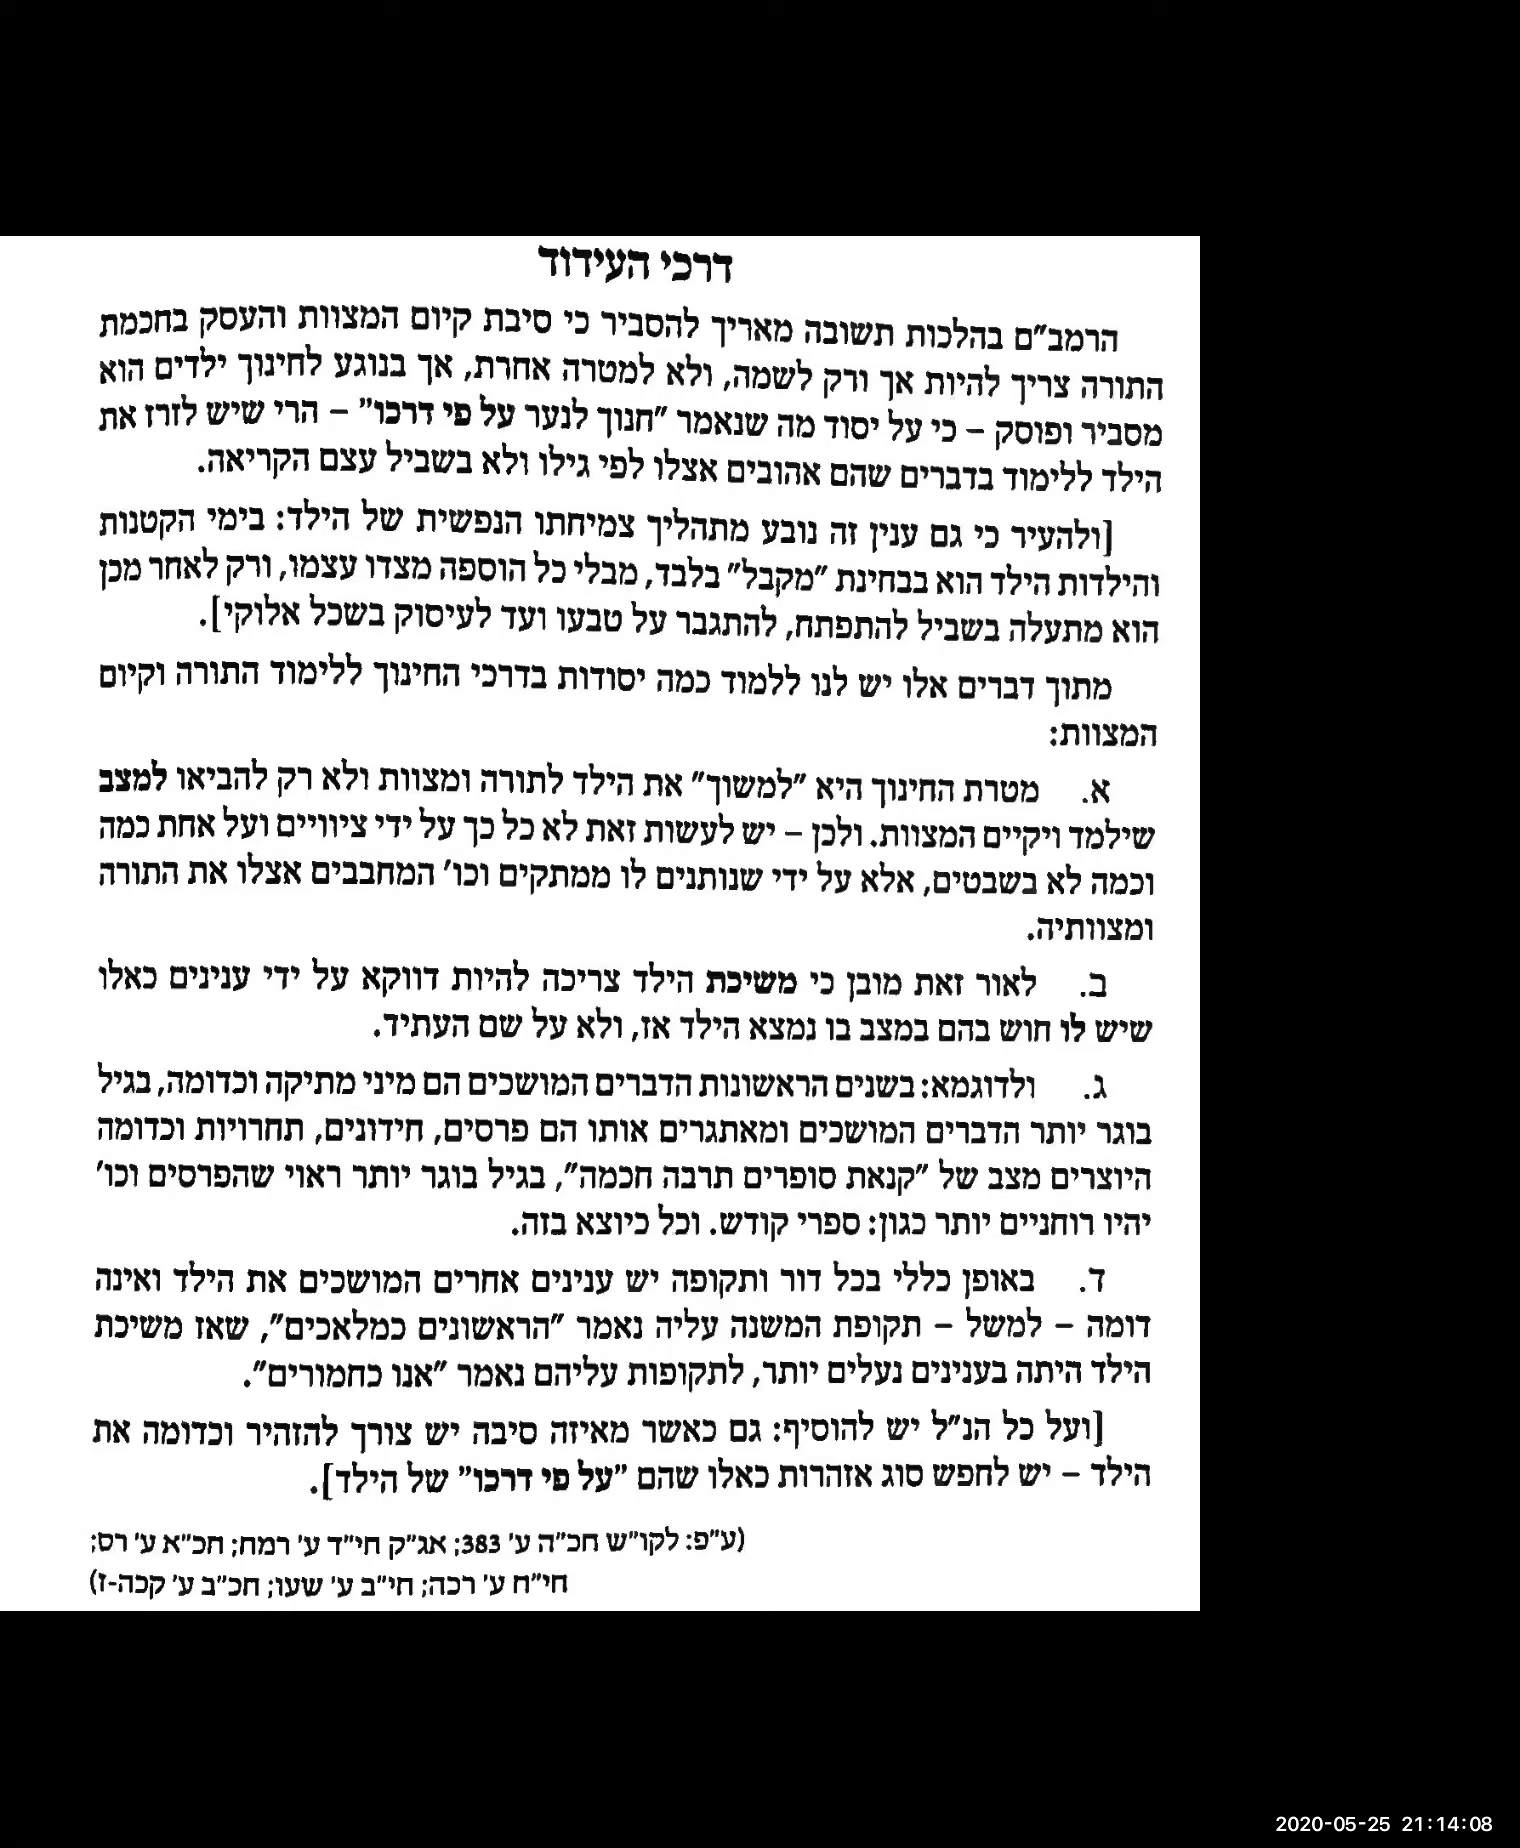 דרכי העידוד
הרמב"ם בהלכות תשובה מאריך להסביר כי סיבת קיום המצוות והעסק בחכמת
התורה צריך להיות אך ורק לשמה, ולא למטרה אחרת, אך בנוגע לחינוך ילדים הוא
מסביר ופוסק – כי על יסוד מה שנאמר "חנוך לנער על פי דרכו" – הרי שיש לזרז את
הילד ללימוד בדברים שהם אהובים אצלו לפי גילו ולא בשביל עצם הקריאה.
[ולהעיר כי גם ענין זה נובע מתהליך צמיחתו הנפשית של הילד: בימי הקטנות
והילדות הילד הוא בבחינת "מקבל" בלבד, מבלי כל הוספה מצדו עצמו, ורק לאחר מכן
הוא מתעלה בשביל להתפתח, להתגבר על טבעו ועד לעיסוק בשכל אלוקי].
מתוך דברים אלו יש לנו ללמוד כמה יסודות בדרכי החינוך ללימוד התורה וקיום
המצוות:
א. מטרת החינוך היא "למשוך" את הילד לתורה ומצוות ולא רק להביאו למצב
שילמד ויקיים המצוות. ולכן – יש לעשות זאת לא כל כך על ידי ציוויים ועל אחת כמה
וכמה לא בשבטים, אלא על ידי שנותנים לו ממתקים וכו' המחבבים אצלו את התורה
ומצוותיה.
ב. לאור זאת מובן כי משיכת הילד צריכה להיות דווקא על ידי ענינים כאלו
שיש לו חוש בהם במצב בו נמצא הילד אז, ולא על שם העתיד.
ג. ולדוגמא: בשנים הראשונות הדברים המושכים הם מיני מתיקה וכדומה, בגיל
בוגר יותר הדברים המושכים ומאתגרים אותו הם פרסים, חידונים, תחרויות וכדומה
היוצרים מצב של "קנאת סופרים תרבה חכמה", בגיל בוגר יותר ראוי שהפרסים וכו'
יהיו רוחניים יותר כגון: ספרי קודש. וכל כיוצא בזה.
ד. באופן כללי בכל דור ותקופה יש ענינים אחרים המושכים את הילד ואינה
דומה – למשל – תקופת המשנה עליה נאמר "הראשונים כמלאכים", שאז משיכת
הילד היתה בענינים נעלים יותר, לתקופות עליהם נאמר "אנו כחמורים".
[ועל כל הנ"ל יש להוסיף: גם כאשר מאיזה סיבה יש צורך להזהיר וכדומה את
הילד – יש לחפש סוג אזהרות כאלו שהם "על פי דרכו" של הילד].
(ע"פ: לקו"ש חכ"ה ע' 383; אג"ק חי"ד ע' רמח; חכ"א ע' רס;
חי"ח ע' רכה; חי"ב ע' שעו; חכ"ב ע' קכה-ז)
2020-05-25 21:14:08